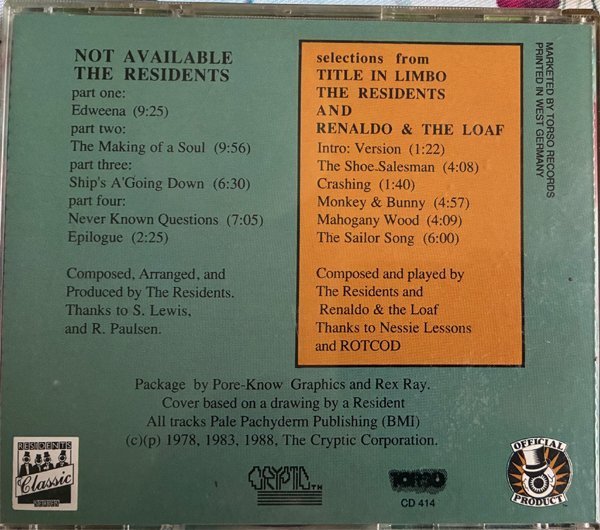 NOT AVAILABLE
THE RESIDENTS
part one:
Edweena (9:25)
part two:
The Making of a Soul (9:56)
part three:
Ship's A'Going Down (6:30)
part four:
Never Known Questions (7:05)
Epilogue (2:25)
Composed, Arranged, and
Produced by The Residents.
Thanks to S. Lewis,
and R. Paulsen.
selections from
TITLE IN LIMBO
THE RESIDENTS
AND
RENALDO & THE LOAF
Intro: Version (1:22)
The Shoe Salesman (4:08)
Crashing (1:40)
Monkey & Bunny (4:57)
Mahogany Wood (4:09)
The Sailor Song (6:00)
Composed and played by
The Residents and
Renaldo & the Loaf
Thanks to Nessie Lessons
and ROTCOD
MARKETED BY TORSO RECORDS
PRINTED IN WEST GERMANY
Package by Pore-Know Graphics and Rex Ray.
Cover based on a drawing by a Resident
All tracks Pale Pachyderm Publishing (BMI)
(c)(p) 1978, 1983, 1988, The Cryptic Corporation.
RESIDENTS
Classic
SERIES
CRYPTO TM
TORSO
CD 414
OFFICIAL
PRODUCT